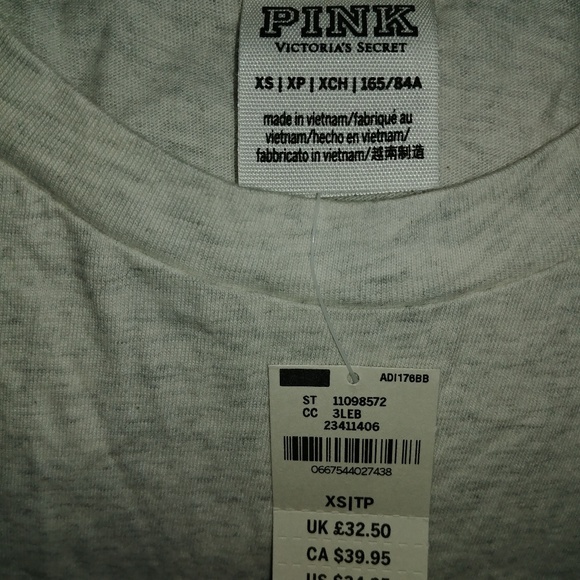 PINK
VICTORIA'S SECRET
XS | XP | XCH | 165/84A
made in vietnam/fabriqué au
vietnam/hecho en vietnam/
fabbricato in vietnam/越南制造
ADI176BB
ST 11098572
CC 3LEB
23411406
0667544027438
XS|TP
UK £32.50
CA $39.95